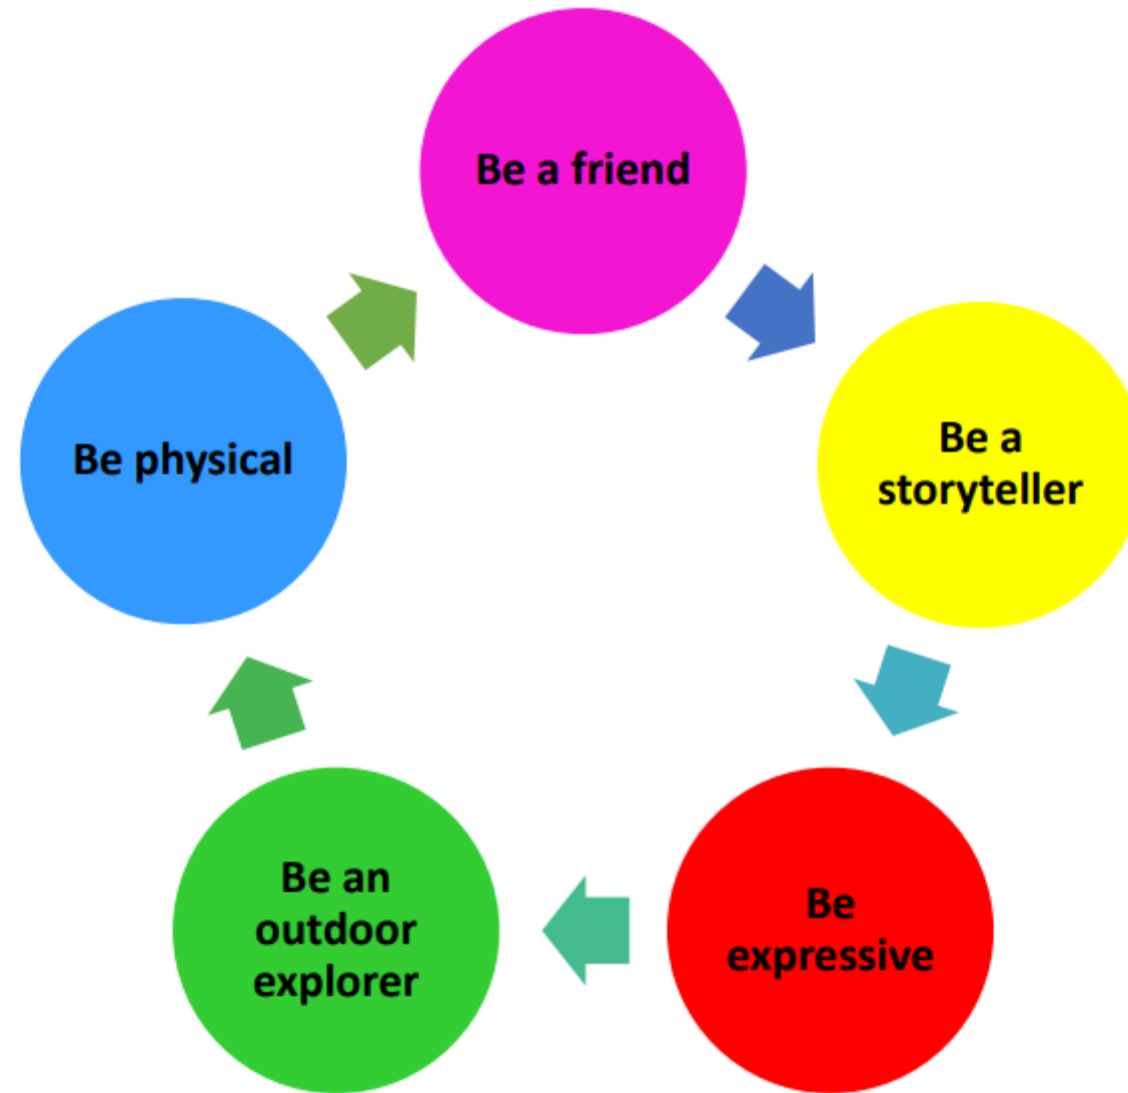 Be a friend
Be a
storyteller
Be
expressive
Be an
outdoor
explorer
Be physical